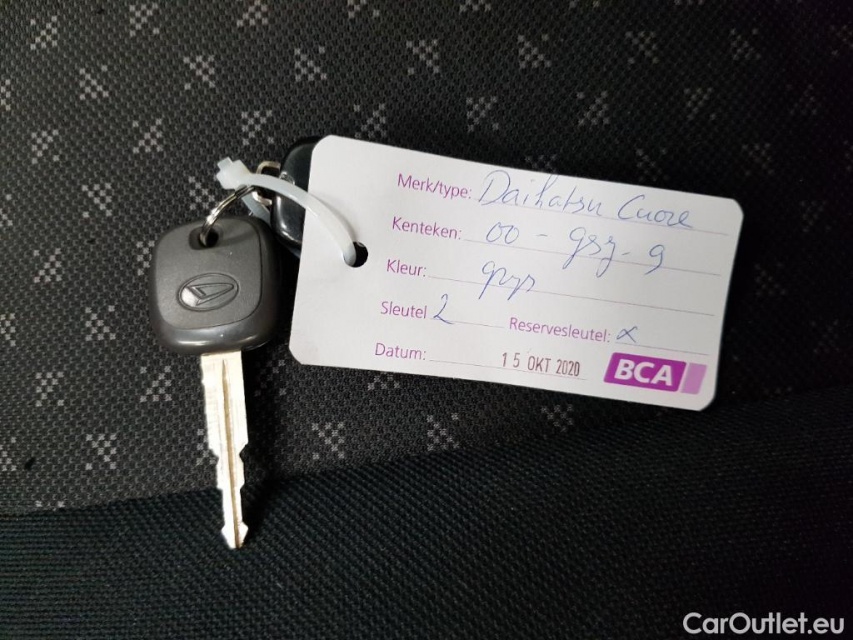 Merk/type: Daihatsu Cuore
Kenteken: 00 - gsz - 9
Kleur: grys
Sleutel 2 Reservesleutel: x
Datum: 15 OKT 2020
BCA
CarOutlet.eu